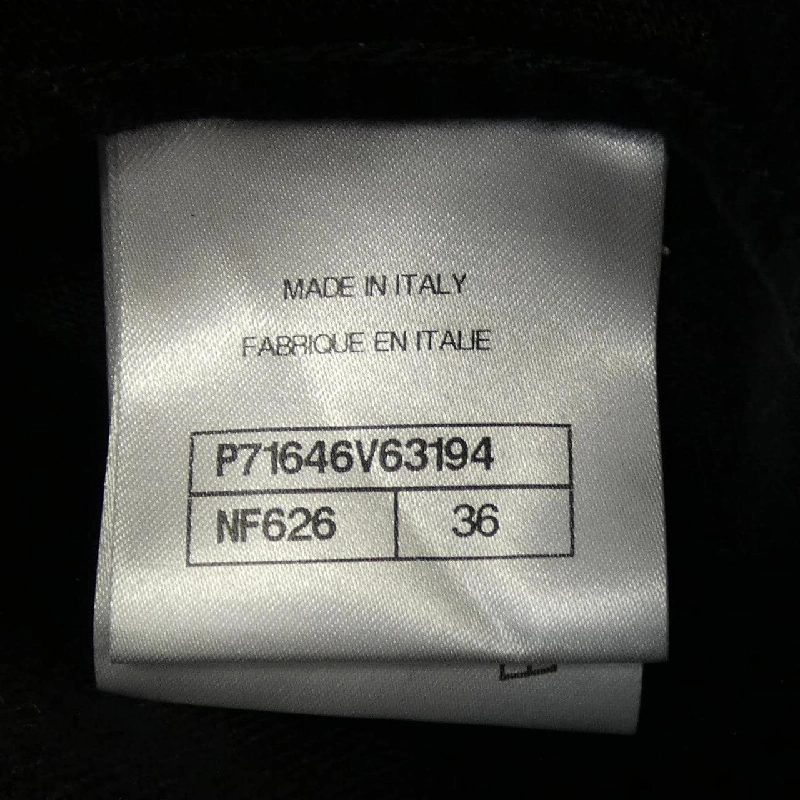 MADE IN ITALY
FABRIQUE EN ITALIE
P71646V63194
NF626 36